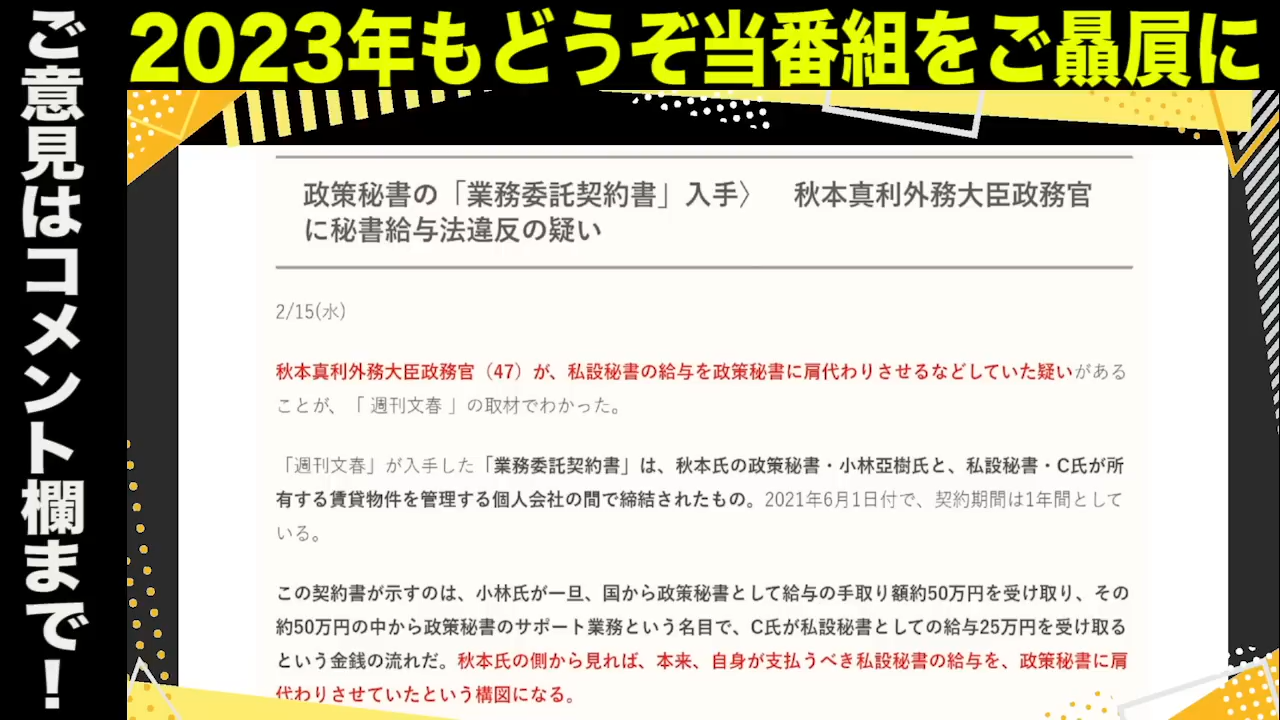 2023年もどうぞ当番組をご贔屓に
ご意見はコメント欄まで！
政策秘書の「業務委託契約書」入手〉　秋本真利外務大臣政務官
に秘書給与法違反の疑い
2/15(水)
秋本真利外務大臣政務官（47）が、私設秘書の給与を政策秘書に肩代わりさせるなどしていた疑いがある
ことが、「 週刊文春 」の取材でわかった。
「週刊文春」が入手した「業務委託契約書」は、秋本氏の政策秘書・小林亞樹氏と、私設秘書・C氏が所
有する賃貸物件を管理する個人会社の間で締結されたもの。2021年6月1日付で、契約期間は1年間として
いる。
この契約書が示すのは、小林氏が一旦、国から政策秘書として給与の手取り額約50万円を受け取り、その
約50万円の中から政策秘書のサポート業務という名目で、C氏が私設秘書としての給与25万円を受け取る
という金銭の流れだ。秋本氏の側から見れば、本来、自身が支払うべき私設秘書の給与を、政策秘書に肩
代わりさせていたという構図になる。